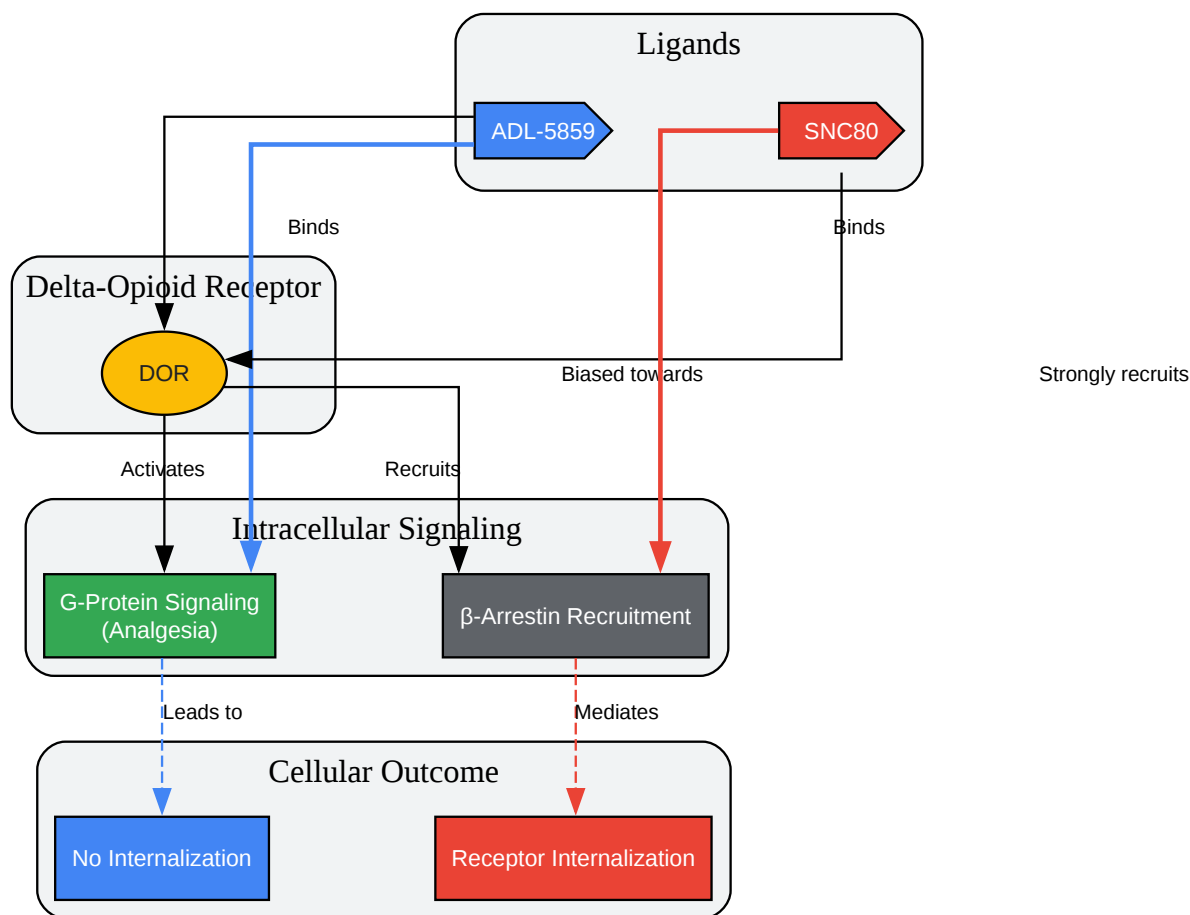 Ligands
ADL-5859
SNC80
Binds
Binds
Delta-Opioid Receptor
DOR
Biased towards
Strongly recruits
Activates
Recruits
Intracellular Signaling
G-Protein Signaling
(Analgesia)
β-Arrestin Recruitment
Leads to
Mediates
Cellular Outcome
No Internalization
Receptor Internalization